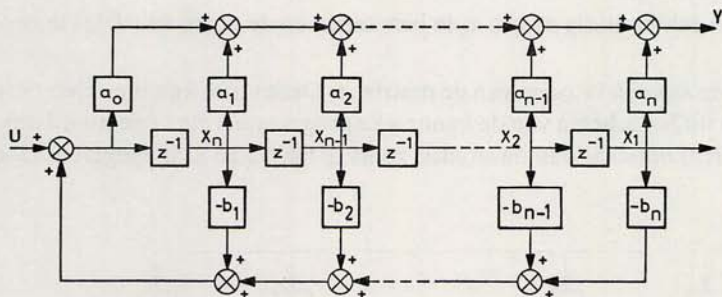 + + + + Y
+ + + +
a₀ a₁ a₂ aₙ₋₁ aₙ
U + z⁻¹ Xₙ z⁻¹ Xₙ₋₁ z⁻¹ X₂ z⁻¹ X₁
+
-b₁ -b₂ -bₙ₋₁ -bₙ
+ + +
+ + +